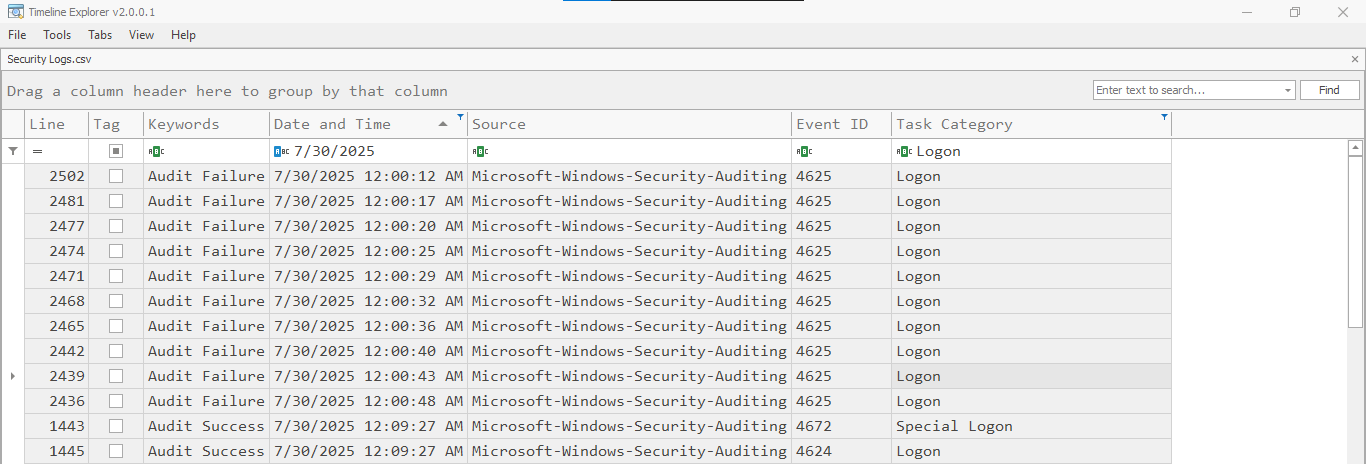 Timeline Explorer v2.0.0.1
File Tools Tabs View Help
Security Logs.csv
Drag a column header here to group by that column
Enter text to search... Find
Line Tag Keywords Date and Time Source Event ID Task Category
= ABC ABC 7/30/2025 ABC ABC ABC Logon
2502 Audit Failure 7/30/2025 12:00:12 AM Microsoft-Windows-Security-Auditing 4625 Logon
2481 Audit Failure 7/30/2025 12:00:17 AM Microsoft-Windows-Security-Auditing 4625 Logon
2477 Audit Failure 7/30/2025 12:00:20 AM Microsoft-Windows-Security-Auditing 4625 Logon
2474 Audit Failure 7/30/2025 12:00:25 AM Microsoft-Windows-Security-Auditing 4625 Logon
2471 Audit Failure 7/30/2025 12:00:29 AM Microsoft-Windows-Security-Auditing 4625 Logon
2468 Audit Failure 7/30/2025 12:00:32 AM Microsoft-Windows-Security-Auditing 4625 Logon
2465 Audit Failure 7/30/2025 12:00:36 AM Microsoft-Windows-Security-Auditing 4625 Logon
2442 Audit Failure 7/30/2025 12:00:40 AM Microsoft-Windows-Security-Auditing 4625 Logon
2439 Audit Failure 7/30/2025 12:00:43 AM Microsoft-Windows-Security-Auditing 4625 Logon
2436 Audit Failure 7/30/2025 12:00:48 AM Microsoft-Windows-Security-Auditing 4625 Logon
1443 Audit Success 7/30/2025 12:09:27 AM Microsoft-Windows-Security-Auditing 4672 Special Logon
1445 Audit Success 7/30/2025 12:09:27 AM Microsoft-Windows-Security-Auditing 4624 Logon